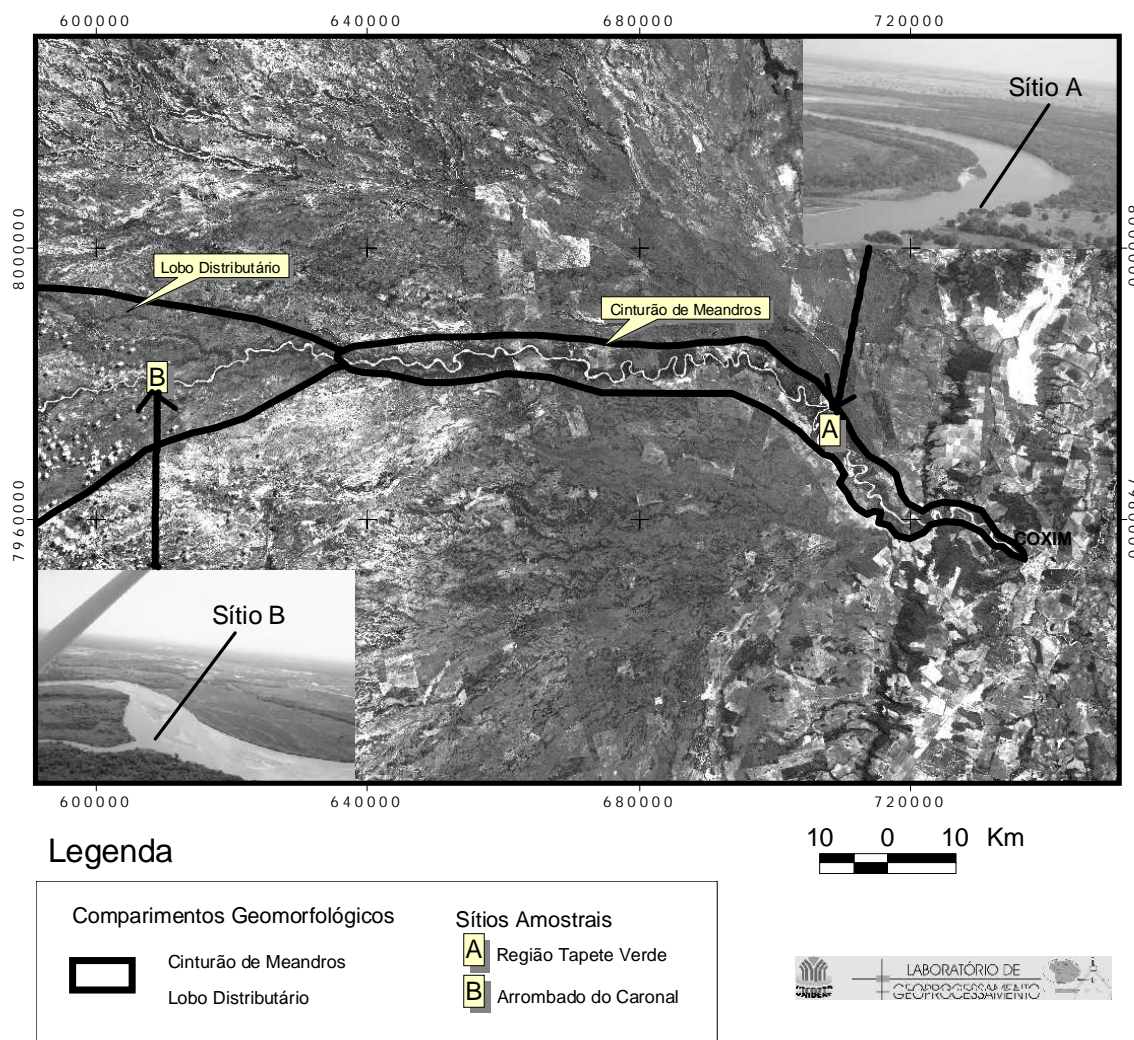 600000 640000 680000 720000
Sítio A
8000000
8000000
Lobo Distributário
Cinturão de Meandros
B
A
7960000
7960000
COXIM
Sítio B
600000 640000 680000 720000
10 0 10 Km
Legenda
Comparimentos Geomorfológicos
Cinturão de Meandros
Lobo Distributário
Sítios Amostrais
A Região Tapete Verde
B Arrombado do Caronal
LABORATÓRIO DE
GEOPROCESSAMENTO